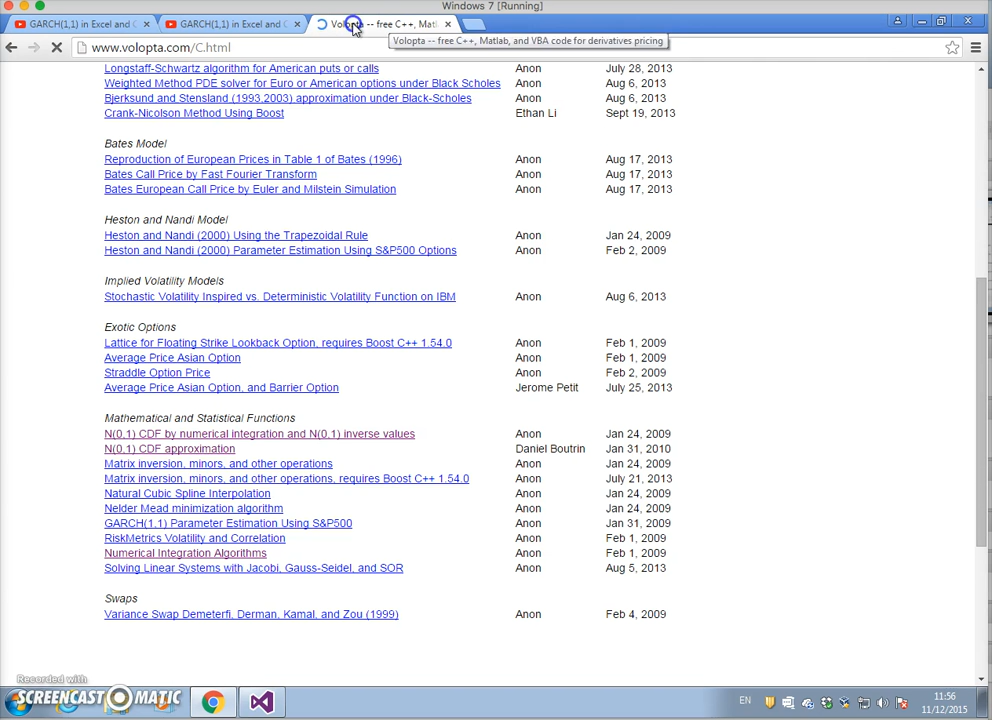 Windows 7 [Running]
GARCH(1,1) in Excel and C
GARCH(1,1) in Excel and C
Volopta -- free C++, Matl
Volopta -- free C++, Matlab, and VBA code for derivatives pricing
www.volopta.com/C.html
Longstaff-Schwartz algorithm for American puts or calls Anon July 28, 2013
Weighted Method PDE solver for Euro or American options under Black Scholes Anon Aug 6, 2013
Bjerksund and Stensland (1993,2003) approximation under Black-Scholes Anon Aug 6, 2013
Crank-Nicolson Method Using Boost Ethan Li Sept 19, 2013
Bates Model
Reproduction of European Prices in Table 1 of Bates (1996) Anon Aug 17, 2013
Bates Call Price by Fast Fourier Transform Anon Aug 17, 2013
Bates European Call Price by Euler and Milstein Simulation Anon Aug 17, 2013
Heston and Nandi Model
Heston and Nandi (2000) Using the Trapezoidal Rule Anon Jan 24, 2009
Heston and Nandi (2000) Parameter Estimation Using S&P500 Options Anon Feb 2, 2009
Implied Volatility Models
Stochastic Volatility Inspired vs. Deterministic Volatility Function on IBM Anon Aug 6, 2013
Exotic Options
Lattice for Floating Strike Lookback Option, requires Boost C++ 1.54.0 Anon Feb 1, 2009
Average Price Asian Option Anon Feb 1, 2009
Straddle Option Price Anon Feb 2, 2009
Average Price Asian Option, and Barrier Option Jerome Petit July 25, 2013
Mathematical and Statistical Functions
N(0,1) CDF by numerical integration and N(0,1) inverse values Anon Jan 24, 2009
N(0,1) CDF approximation Daniel Boutrin Jan 31, 2010
Matrix inversion, minors, and other operations Anon Jan 24, 2009
Matrix inversion, minors, and other operations, requires Boost C++ 1.54.0 Anon July 21, 2013
Natural Cubic Spline Interpolation Anon Jan 24, 2009
Nelder Mead minimization algorithm Anon Jan 24, 2009
GARCH(1,1) Parameter Estimation Using S&P500 Anon Jan 31, 2009
RiskMetrics Volatility and Correlation Anon Feb 1, 2009
Numerical Integration Algorithms Anon Feb 1, 2009
Solving Linear Systems with Jacobi, Gauss-Seidel, and SOR Anon Aug 5, 2013
Swaps
Variance Swap Demeterfi, Derman, Kamal, and Zou (1999) Anon Feb 4, 2009
Recorded with
SCREENCAST-O-MATIC
EN
11:56
11/12/2015